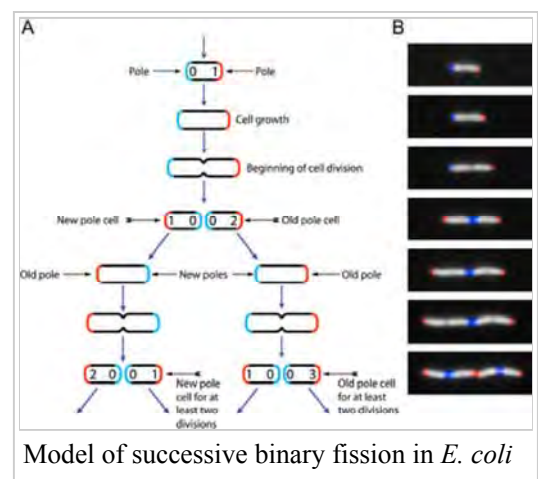 A
B
Pole
0 1
Pole
Cell growth
Beginning of cell division
New pole cell
1 0 0 2
Old pole cell
Old pole
New poles
Old pole
2 0 0 1
New pole
cell for at
least two
divisions
1 0 0 3
Old pole cell
for at least
two divisions
Model of successive binary fission in E. coli